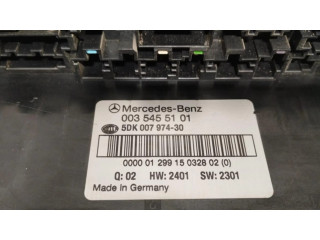 Mercedes-Benz
003 545 51 01
5DK 007 974-30
0000 01 299 15 0328 02 (0)
Q: 02 HW: 2401 SW: 2301
Made in Germany